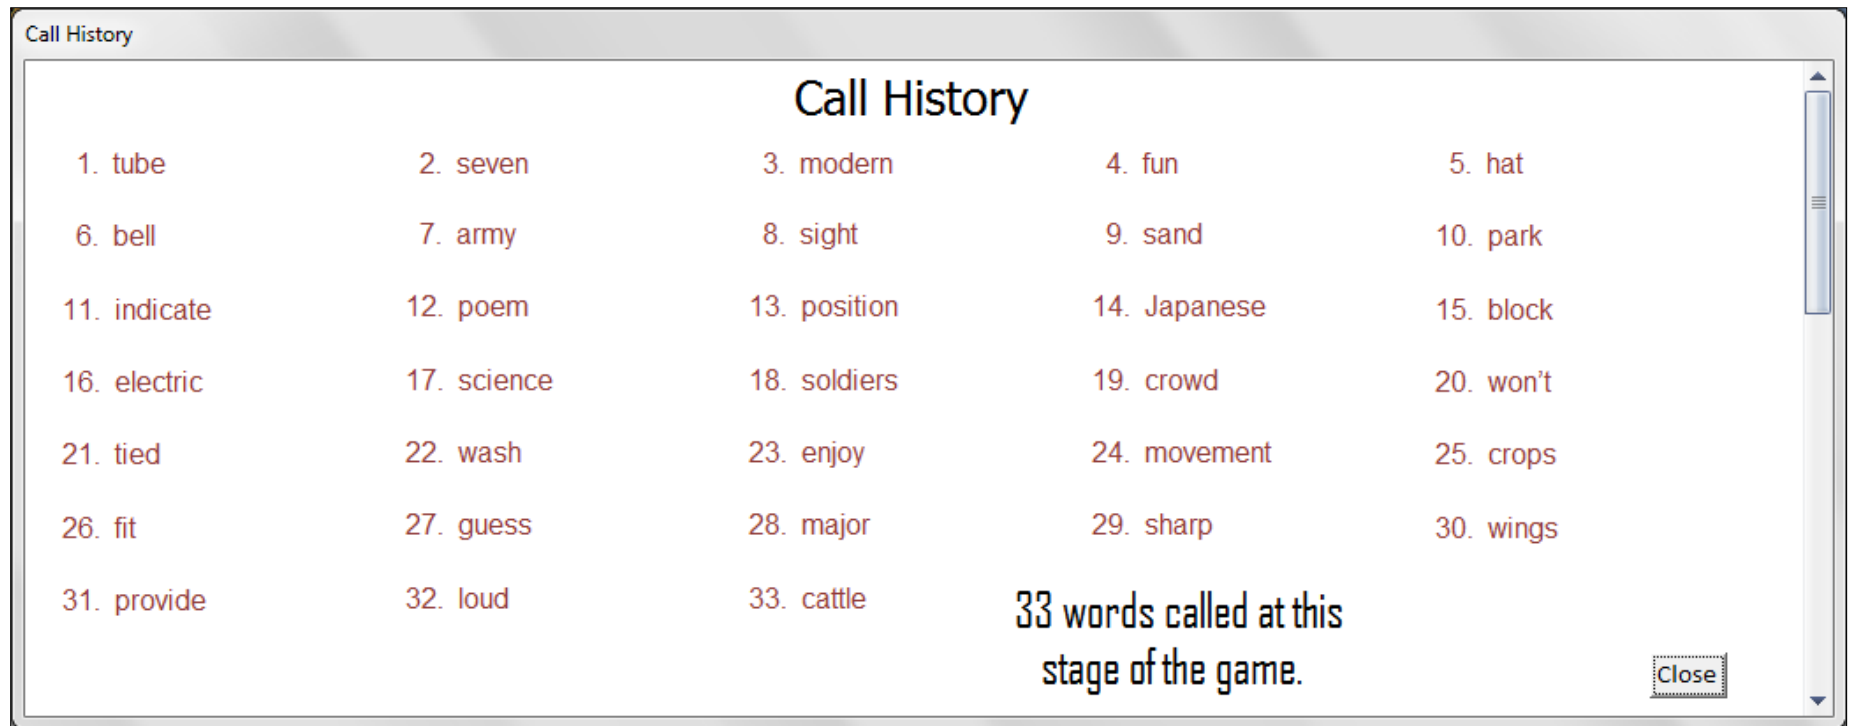 Call History
Call History
1. tube 2. seven 3. modern 4. fun 5. hat
6. bell 7. army 8. sight 9. sand 10. park
11. indicate 12. poem 13. position 14. Japanese 15. block
16. electric 17. science 18. soldiers 19. crowd 20. won't
21. tied 22. wash 23. enjoy 24. movement 25. crops
26. fit 27. guess 28. major 29. sharp 30. wings
31. provide 32. loud 33. cattle
33 words called at this
stage of the game.
Close